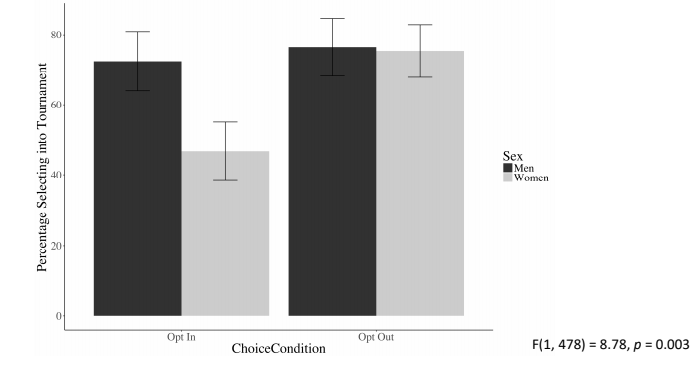 Percentage Selecting into Tournament
80
60
40
20
0
Opt In
Opt Out
ChoiceCondition
Sex
Men
Women
F(1, 478) = 8.78, p = 0.003